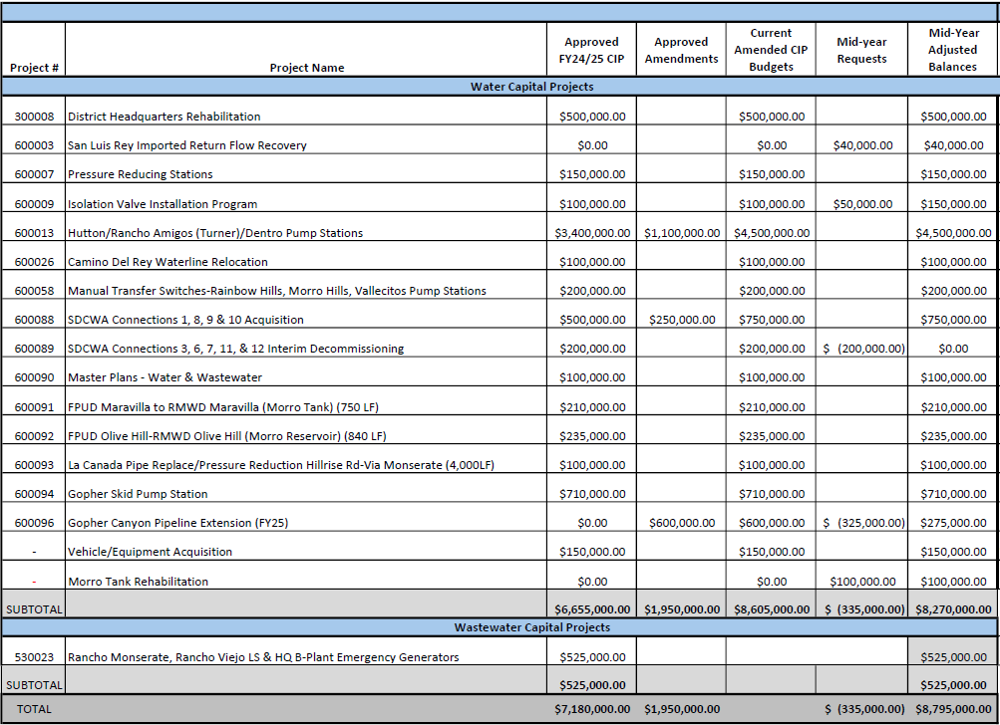 Project # Project Name Approved FY24/25 CIP Approved Amendments Current Amended CIP Budgets Mid-year Requests Mid-Year Adjusted Balances
Water Capital Projects
300008 District Headquarters Rehabilitation $500,000.00 $500,000.00 $500,000.00
600003 San Luis Rey Imported Return Flow Recovery $0.00 $0.00 $40,000.00 $40,000.00
600007 Pressure Reducing Stations $150,000.00 $150,000.00 $150,000.00
600009 Isolation Valve Installation Program $100,000.00 $100,000.00 $50,000.00 $150,000.00
600013 Hutton/Rancho Amigos (Turner)/Dentro Pump Stations $3,400,000.00 $1,100,000.00 $4,500,000.00 $4,500,000.00
600026 Camino Del Rey Waterline Relocation $100,000.00 $100,000.00 $100,000.00
600058 Manual Transfer Switches-Rainbow Hills, Morro Hills, Vallecitos Pump Stations $200,000.00 $200,000.00 $200,000.00
600088 SDCWA Connections 1, 8, 9 & 10 Acquisition $500,000.00 $250,000.00 $750,000.00 $750,000.00
600089 SDCWA Connections 3, 6, 7, 11, & 12 Interim Decommissioning $200,000.00 $200,000.00 $ (200,000.00) $0.00
600090 Master Plans - Water & Wastewater $100,000.00 $100,000.00 $100,000.00
600091 FPUD Maravilla to RMWD Maravilla (Morro Tank) (750 LF) $210,000.00 $210,000.00 $210,000.00
600092 FPUD Olive Hill-RMWD Olive Hill (Morro Reservoir) (840 LF) $235,000.00 $235,000.00 $235,000.00
600093 La Canada Pipe Replace/Pressure Reduction Hillrise Rd-Via Monserate (4,000LF) $100,000.00 $100,000.00 $100,000.00
600094 Gopher Skid Pump Station $710,000.00 $710,000.00 $710,000.00
600096 Gopher Canyon Pipeline Extension (FY25) $0.00 $600,000.00 $600,000.00 $ (325,000.00) $275,000.00
- Vehicle/Equipment Acquisition $150,000.00 $150,000.00 $150,000.00
- Morro Tank Rehabilitation $0.00 $0.00 $100,000.00 $100,000.00
SUBTOTAL $6,655,000.00 $1,950,000.00 $8,605,000.00 $ (335,000.00) $8,270,000.00
Wastewater Capital Projects
530023 Rancho Monserate, Rancho Viejo LS & HQ B-Plant Emergency Generators $525,000.00 $525,000.00
SUBTOTAL $525,000.00 $525,000.00
TOTAL $7,180,000.00 $1,950,000.00 $ (335,000.00) $8,795,000.00